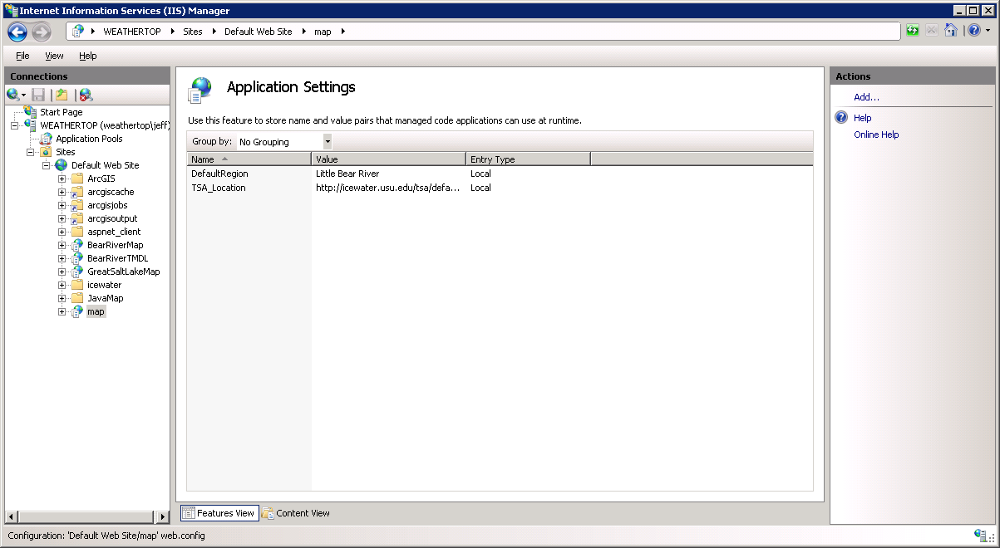 Internet Information Services (IIS) Manager
WEATHERTOP Sites Default Web Site map
File View Help
Connections
Start Page
WEATHERTOP (weathertop\jeff)
Application Pools
Sites
Default Web Site
ArcGIS
arcgiscache
arcgisjobs
arcgisoutput
aspnet_client
BearRiverMap
BearRiverTMDL
GreatSaltLakeMap
icewater
JavaMap
map
Application Settings
Use this feature to store name and value pairs that managed code applications can use at runtime.
Group by: No Grouping
Name Value Entry Type
DefaultRegion Little Bear River Local
TSA_Location http://icewater.usu.edu/tsa/defa... Local
Features View Content View
Actions
Add...
Help
Online Help
Configuration: 'Default Web Site/map' web.config